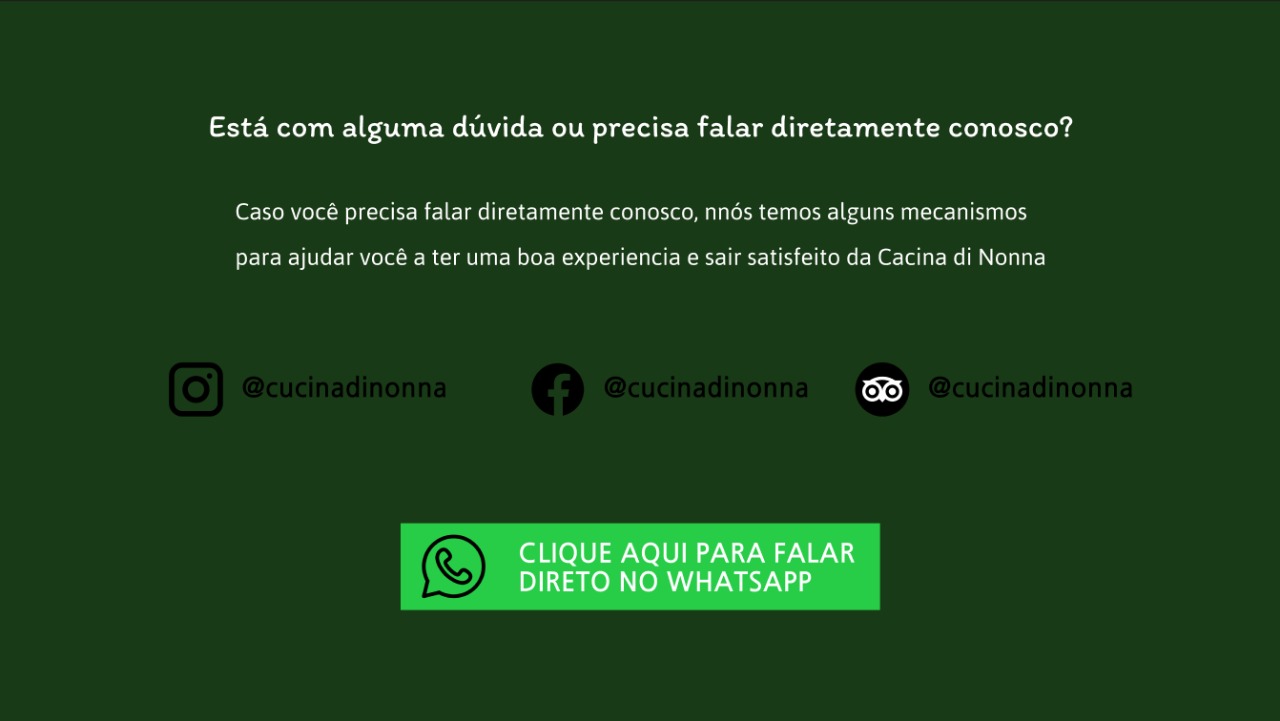 Está com alguma dúvida ou precisa falar diretamente conosco?
Caso você precisa falar diretamente conosco, nnós temos alguns mecanismos
para ajudar você a ter uma boa experiencia e sair satisfeito da Cacina di Nonna
@cucinadinonna @cucinadinonna @cucinadinonna
CLIQUE AQUI PARA FALAR
DIRETO NO WHATSAPP